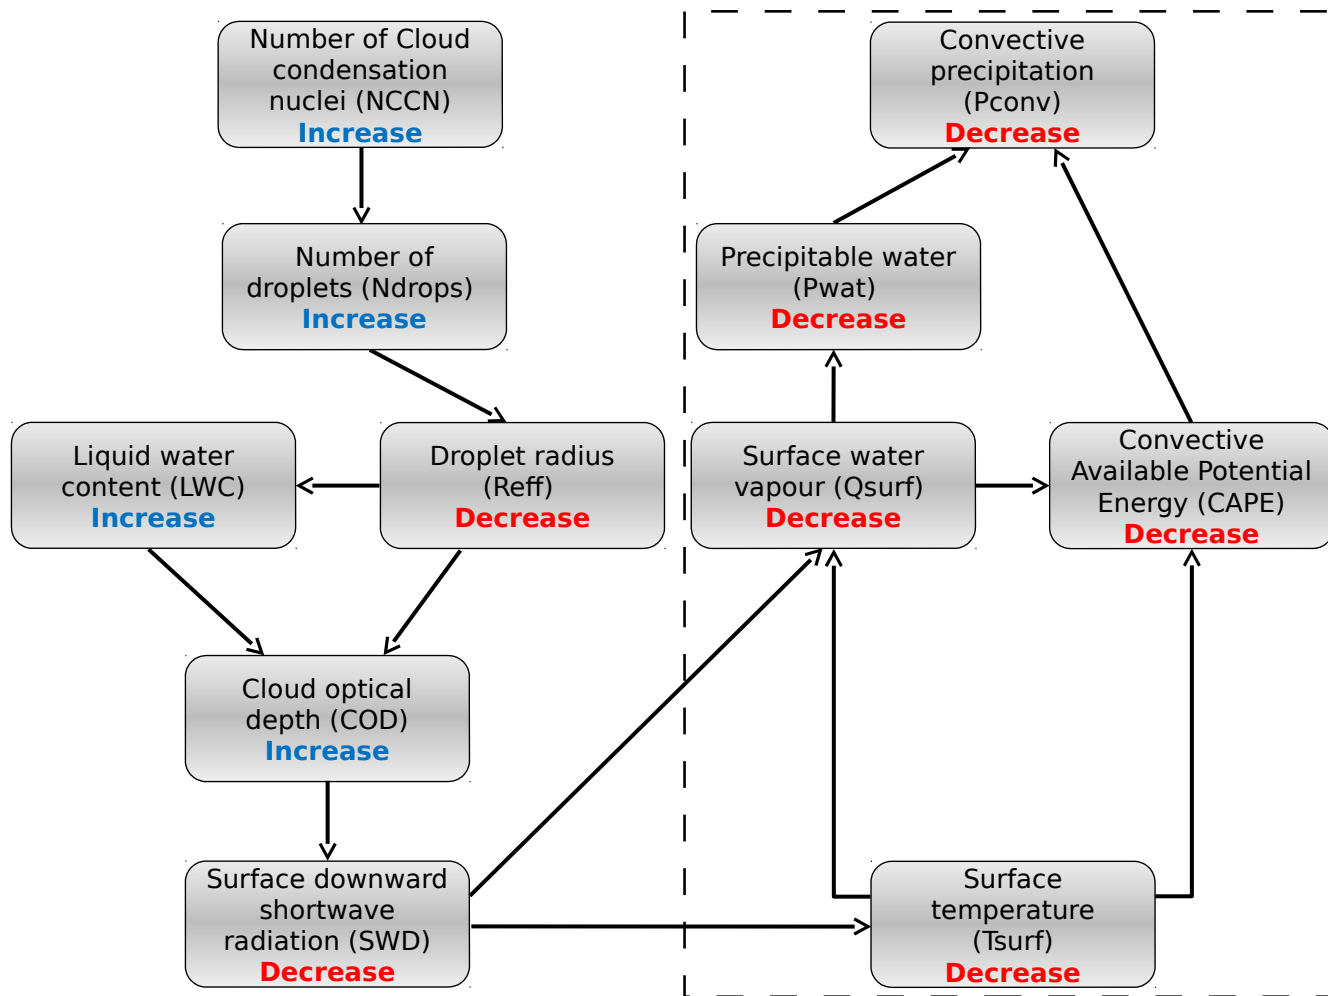 Number of Cloud
condensation
nuclei (NCCN)
Increase
Number of
droplets (Ndrops)
Increase
Liquid water
content (LWC)
Increase
Droplet radius
(Reff)
Decrease
Cloud optical
depth (COD)
Increase
Surface downward
shortwave
radiation (SWD)
Decrease
Convective
precipitation
(Pconv)
Decrease
Precipitable water
(Pwat)
Decrease
Surface water
vapour (Qsurf)
Decrease
Convective
Available Potential
Energy (CAPE)
Decrease
Surface
temperature
(Tsurf)
Decrease